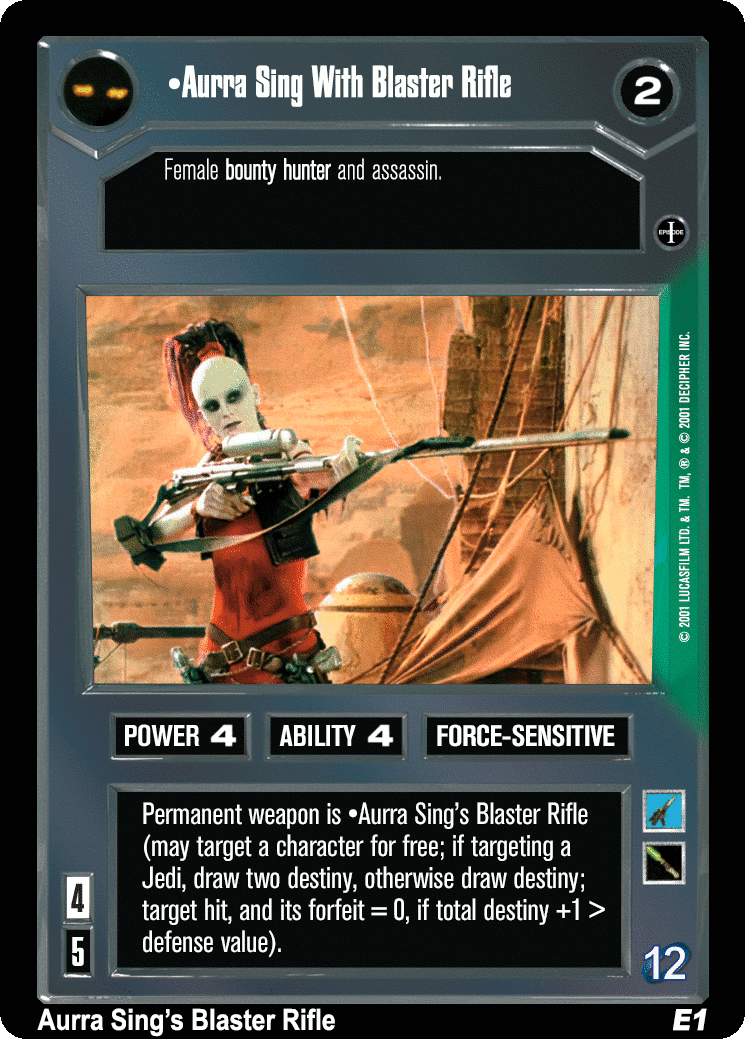 •Aurra Sing With Blaster Rifle
2
Female bounty hunter and assassin.
EPISODE I
© 2001 LUCASFILM LTD. & TM. TM, ® & © 2001 DECIPHER INC.
POWER 4
ABILITY 4
FORCE-SENSITIVE
Permanent weapon is •Aurra Sing's Blaster Rifle
(may target a character for free; if targeting a
Jedi, draw two destiny, otherwise draw destiny;
target hit, and its forfeit = 0, if total destiny +1 >
defense value).
4
5
12
Aurra Sing's Blaster Rifle
E1